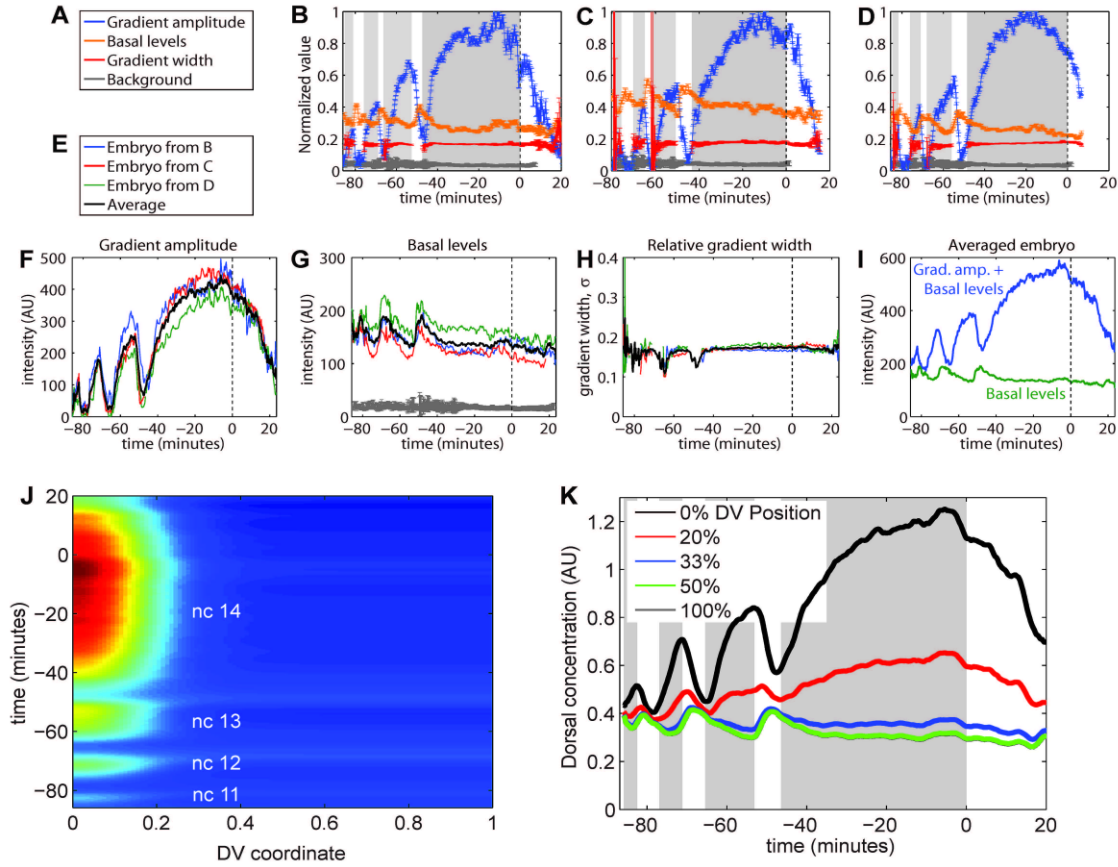 A
Gradient amplitude
Basal levels
Gradient width
Background
E
Embryo from B
Embryo from C
Embryo from D
Average
B
Normalized value
1
0.8
0.6
0.4
0.2
0
−80 −60 −40 −20 0 20
time (minutes)
C
1
0.8
0.6
0.4
0.2
0
−80 −60 −40 −20 0 20
time (minutes)
D
1
0.8
0.6
0.4
0.2
0
−80 −60 −40 −20 0 20
time (minutes)
F
Gradient amplitude
intensity (AU)
500
400
300
200
100
0
−80 −60 −40 −20 0 20
time (minutes)
G
Basal levels
intensity (AU)
300
200
100
0
−80 −60 −40 −20 0 20
time (minutes)
H
Relative gradient width
gradient width, σ
0.4
0.3
0.2
0.1
0
−80 −60 −40 −20 0 20
time (minutes)
I
Averaged embryo
intensity (AU)
600
400
200
0
Grad. amp. +
Basal levels
Basal levels
−80 −60 −40 −20 0 20
time (minutes)
J
time (minutes)
20
0
−20
−40
−60
−80
nc 14
nc 13
nc 12
nc 11
0 0.2 0.4 0.6 0.8 1
DV coordinate
K
Dorsal concentration (AU)
1.2
1
0.8
0.6
0.4
0.2
0
0% DV Position
20%
33%
50%
100%
−80 −60 −40 −20 0 20
time (minutes)